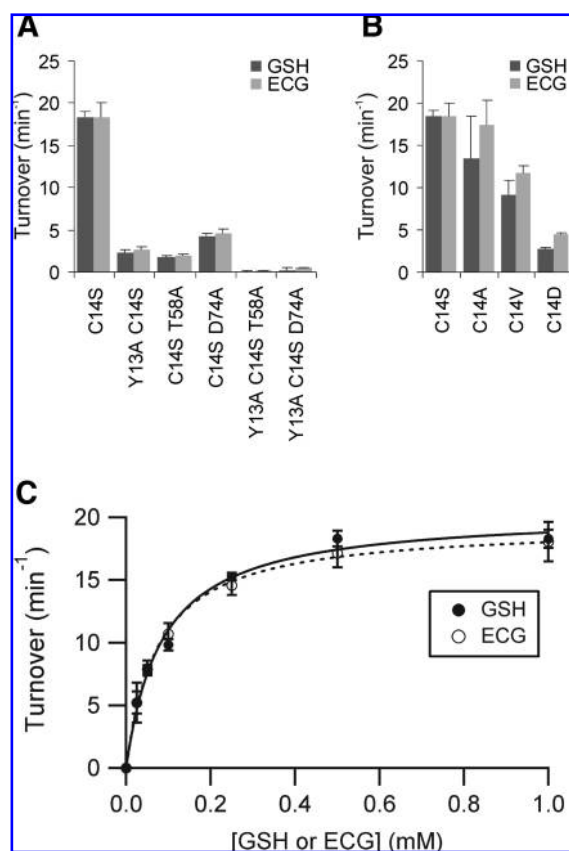 A
Turnover (min-1)
25
20
15
10
5
0
GSH
ECG
C14S
Y13A C14S
C14S T58A
C14S D74A
Y13A C14S T58A
Y13A C14S D74A
B
Turnover (min-1)
25
20
15
10
5
0
GSH
ECG
C14S
C14A
C14V
C14D
C
Turnover (min-1)
20
15
10
5
0
GSH
ECG
0.0 0.2 0.4 0.6 0.8 1.0
[GSH or ECG] (mM)